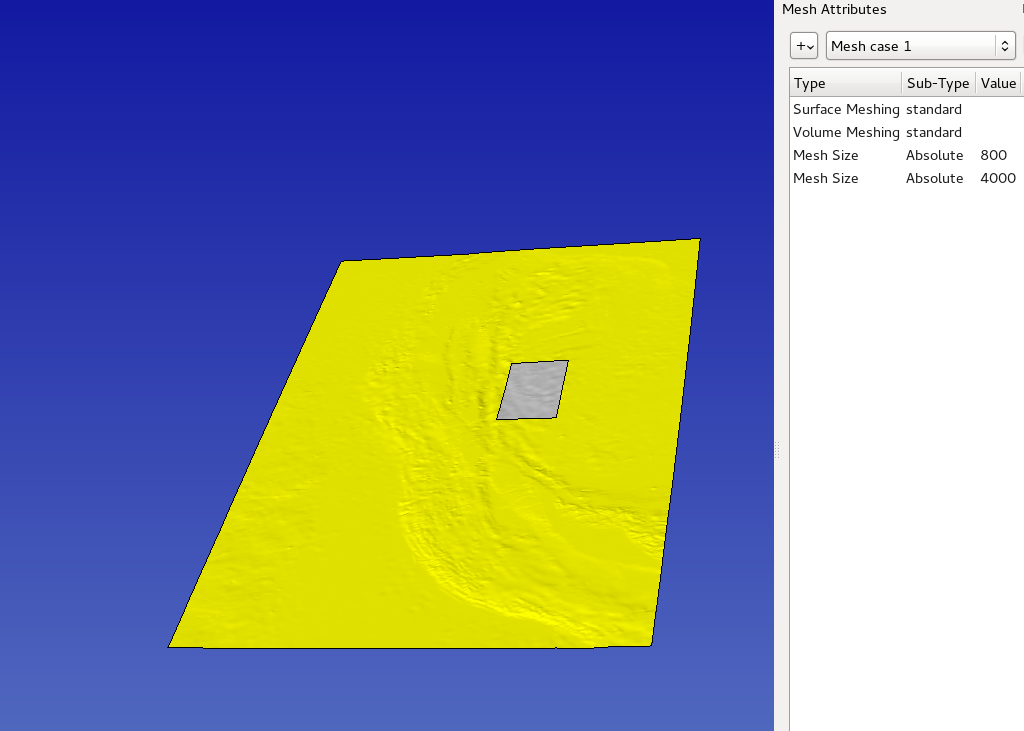 Mesh Attributes
+ Mesh case 1
Type Sub-Type Value
Surface Meshing standard
Volume Meshing standard
Mesh Size Absolute 800
Mesh Size Absolute 4000